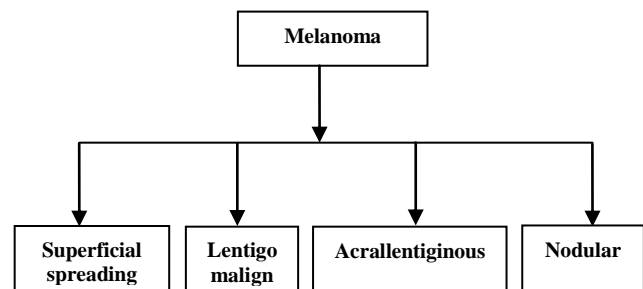 Melanoma
Superficial
spreading
Lentigo
malign
Acrallentiginous
Nodular